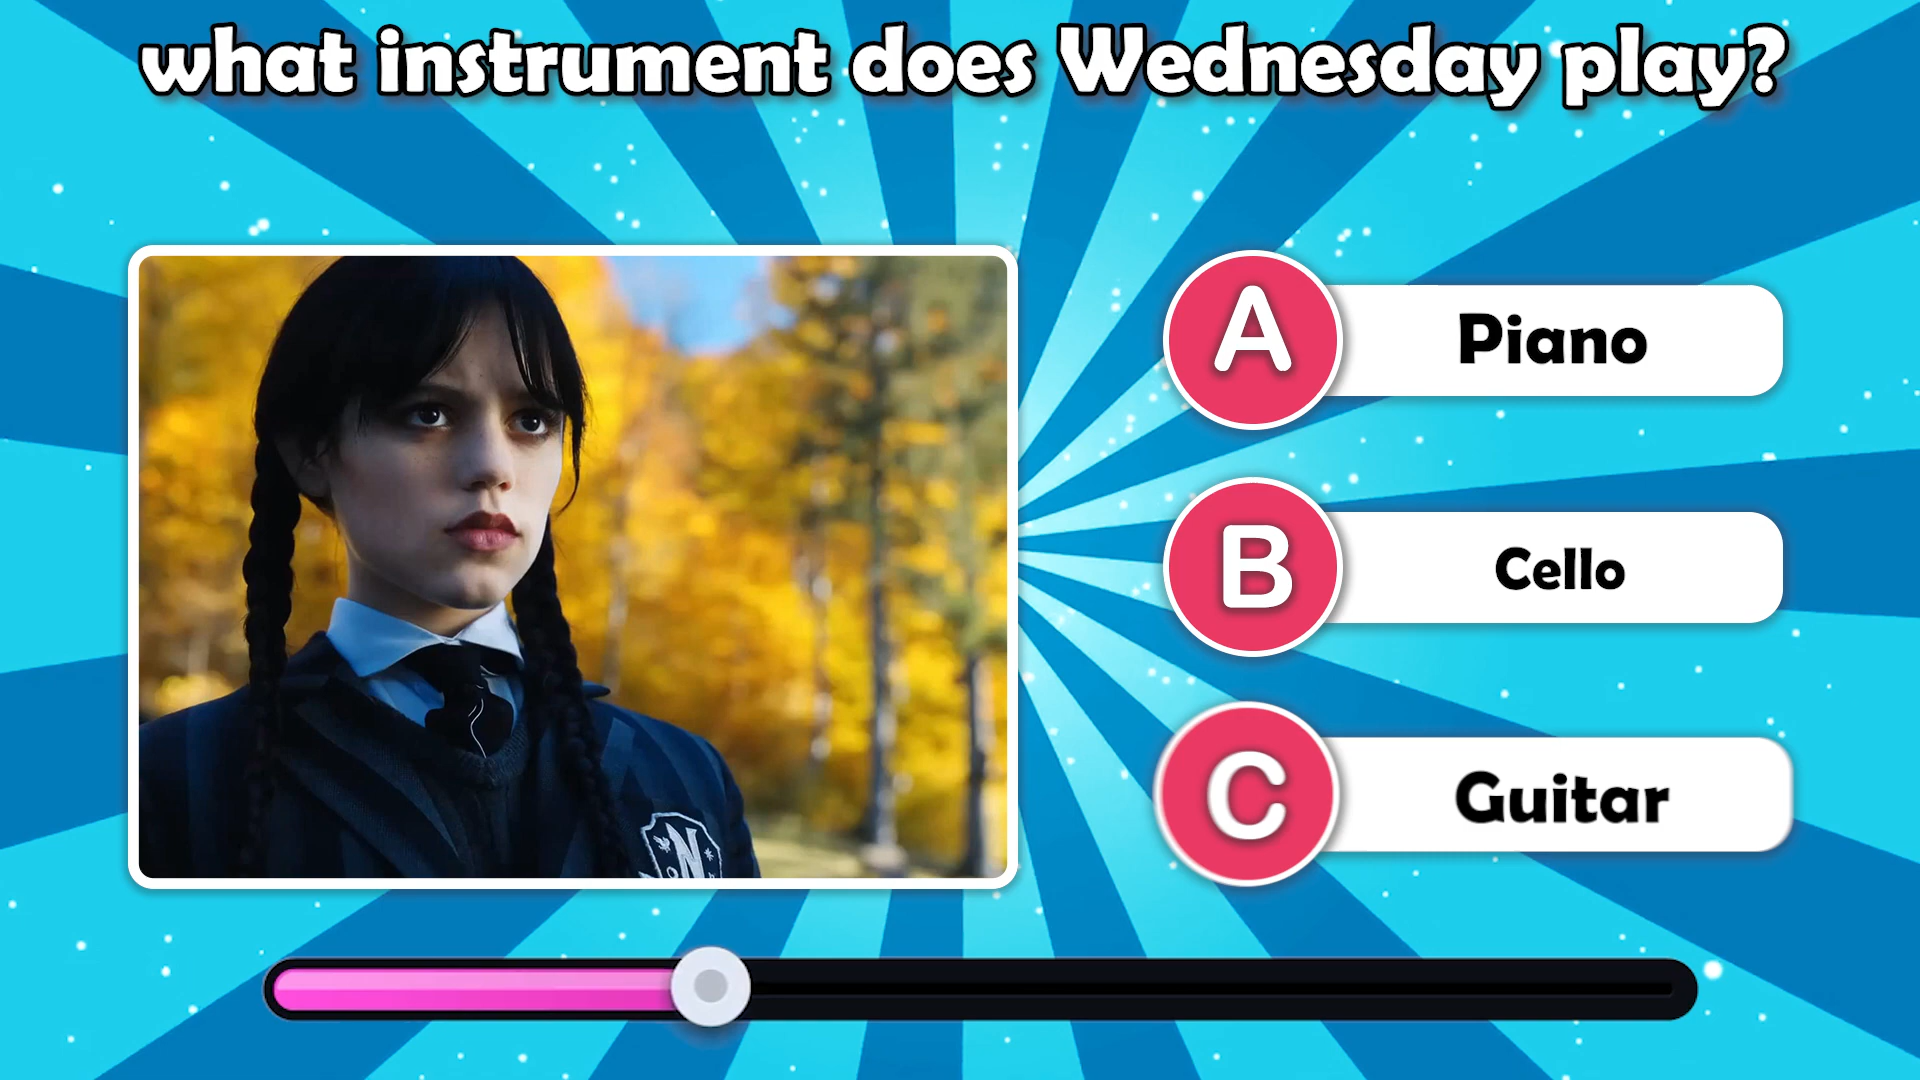 what instrument does Wednesday play?
A Piano
B Cello
C Guitar
N